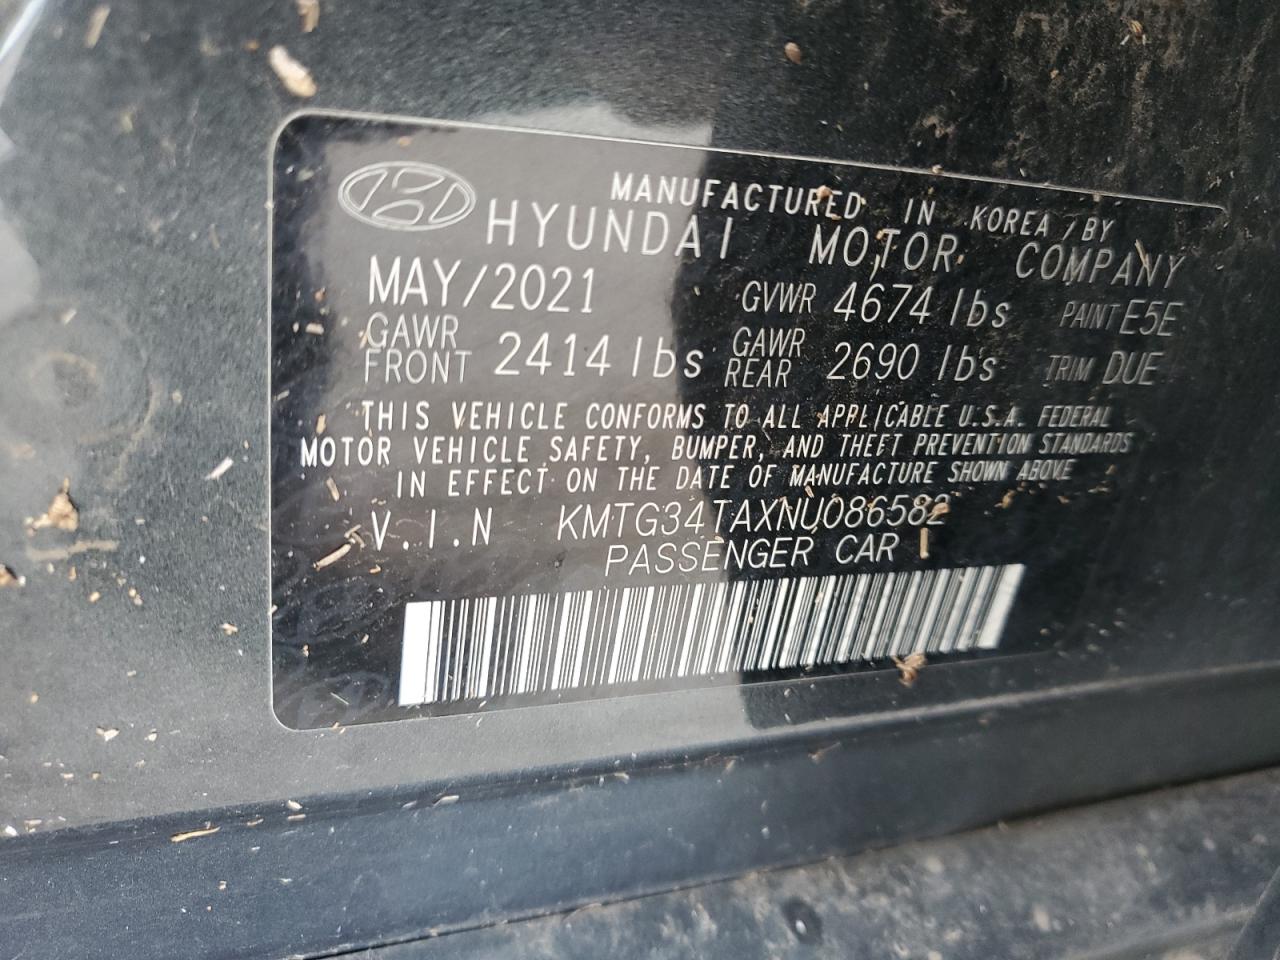 MANUFACTURED IN KOREA / BY
HYUNDAI MOTOR COMPANY
MAY/2021 GVWR 4674 lbs PAINT E5E
GAWR FRONT 2414 lbs GAWR REAR 2690 lbs TRIM DUE
THIS VEHICLE CONFORMS TO ALL APPLICABLE U.S.A. FEDERAL
MOTOR VEHICLE SAFETY, BUMPER, AND THEFT PREVENTION STANDARDS
IN EFFECT ON THE DATE OF MANUFACTURE SHOWN ABOVE
V.I.N KMTG34TAXNU086582
PASSENGER CAR